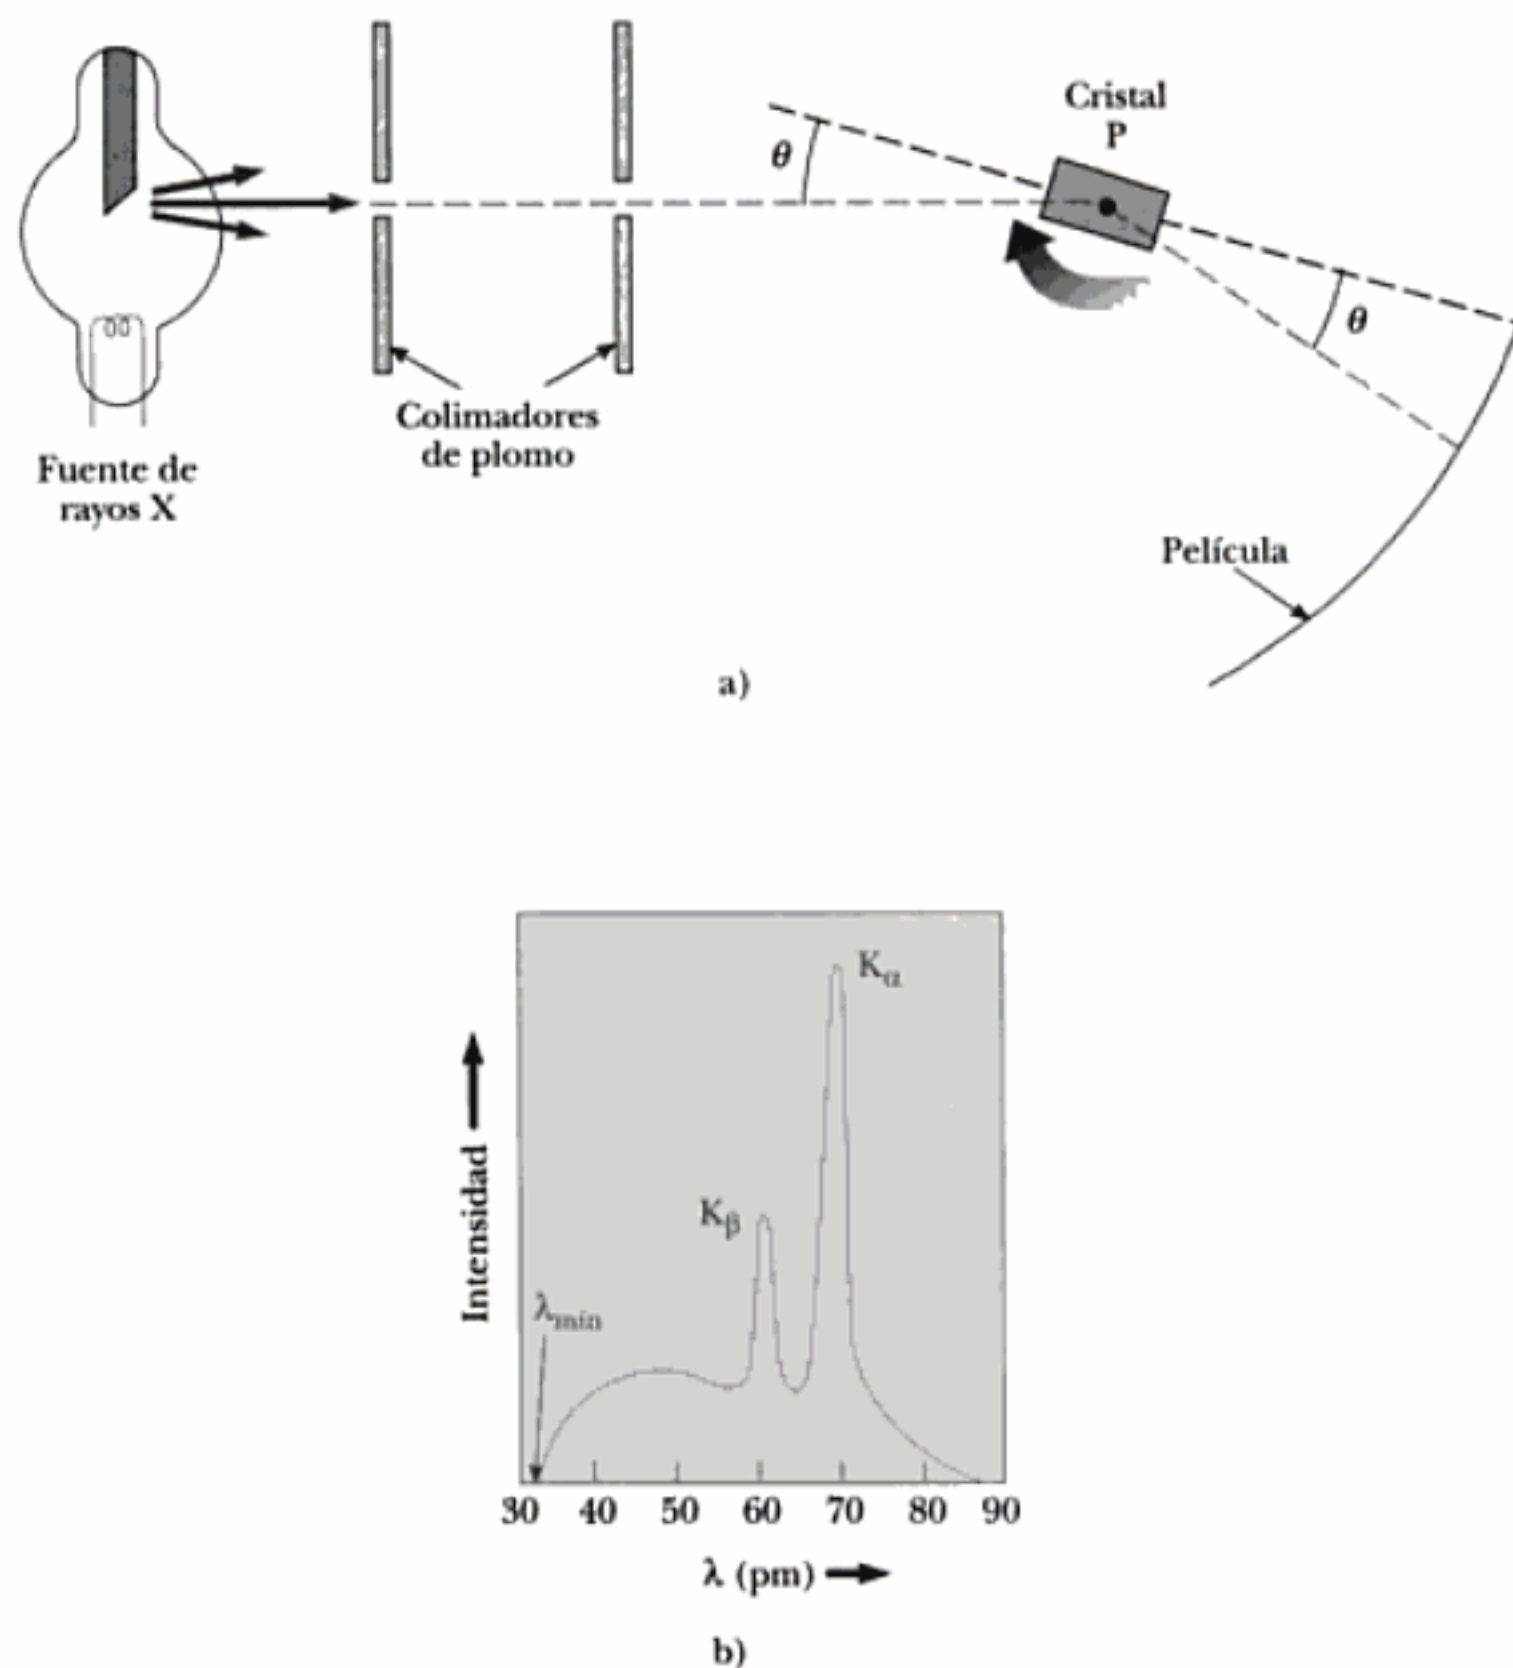 Cristal
P
θ
θ
Colimadores
de plomo
Fuente de
rayos X
Película
a)
Kα
Kβ
λmín
Intensidad
30 40 50 60 70 80 90
λ (pm)
b)